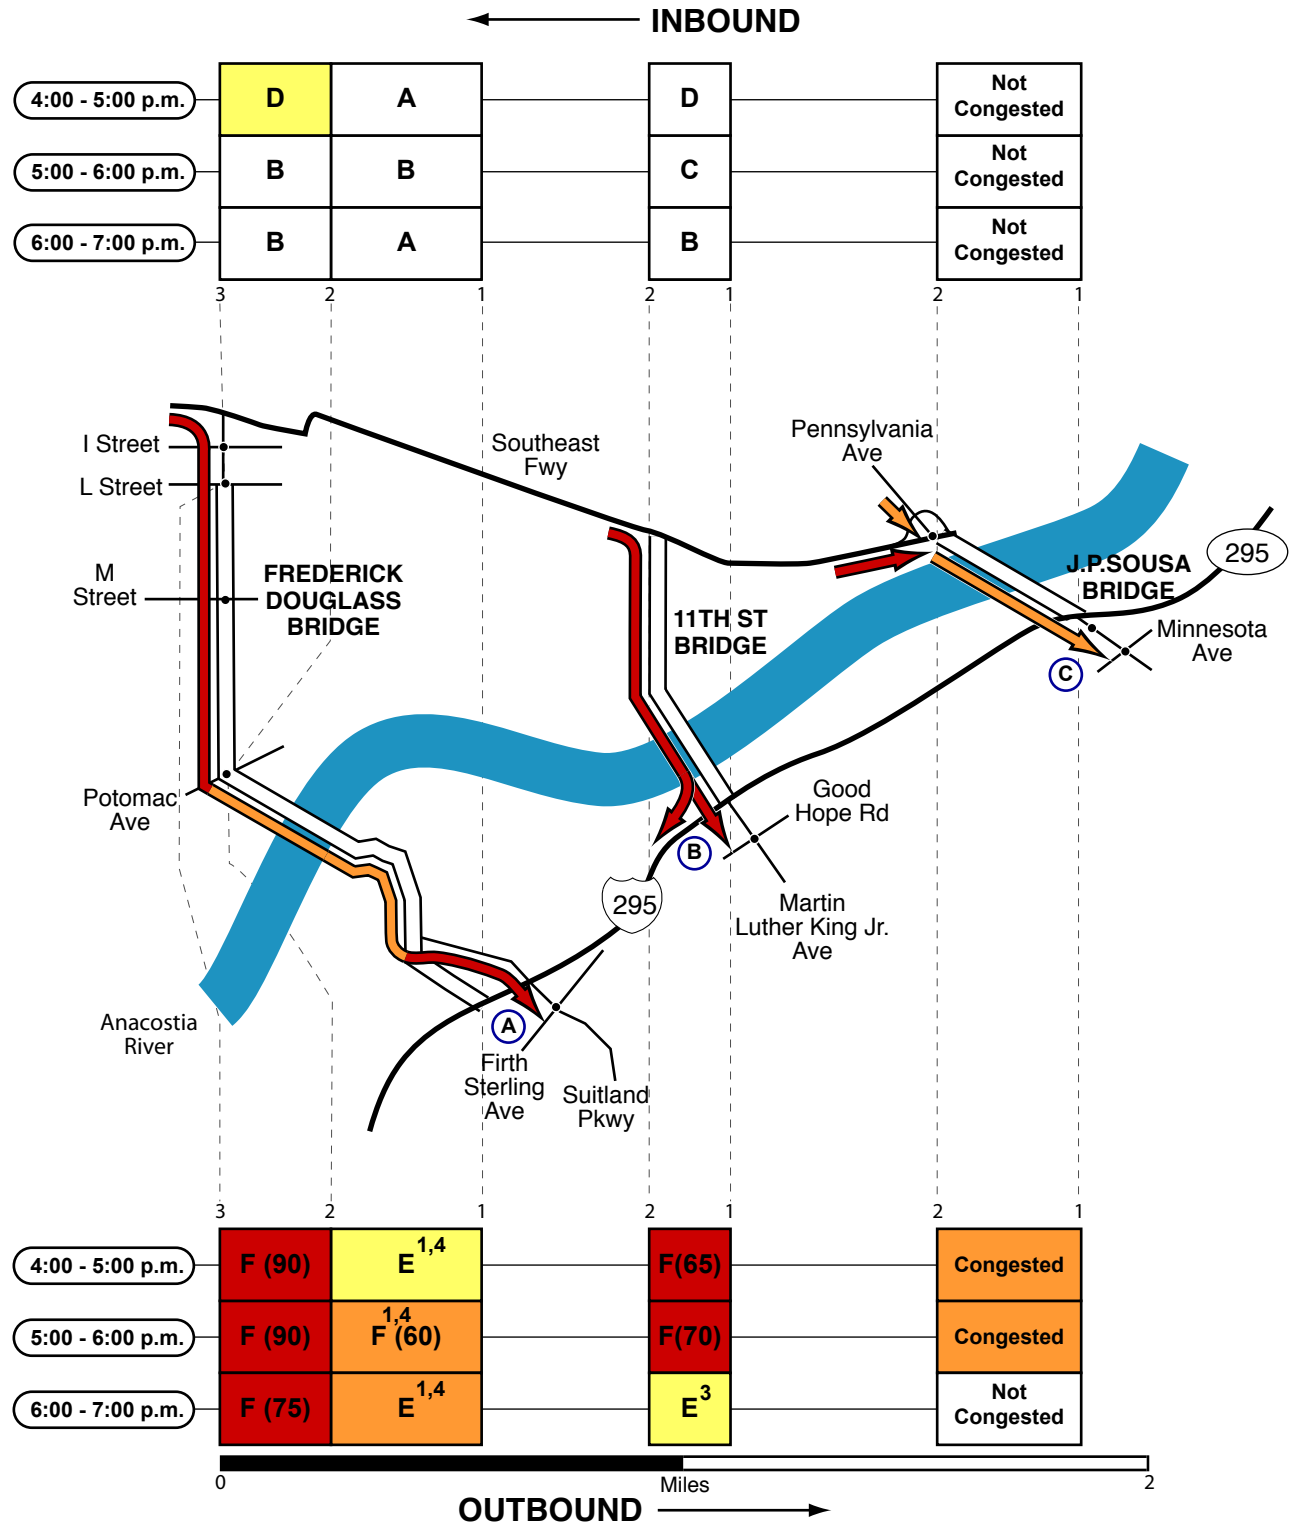 INBOUND
4:00 - 5:00 p.m.
D
A
D
Not
Congested
5:00 - 6:00 p.m.
B
B
C
Not
Congested
6:00 - 7:00 p.m.
B
A
B
Not
Congested
3
2
1
2
1
2
1
I Street
L Street
M
Street
FREDERICK
DOUGLASS
BRIDGE
Southeast
Fwy
Pennsylvania
Ave
295
J.P.SOUSA
BRIDGE
11TH ST
BRIDGE
Minnesota
Ave
C
Potomac
Ave
Good
Hope Rd
B
295
Martin
Luther King Jr.
Ave
Anacostia
River
A
Firth
Sterling
Ave
Suitland
Pkwy
3
2
1
2
1
2
1
4:00 - 5:00 p.m.
F (90)
E 1,4
F(65)
Congested
5:00 - 6:00 p.m.
F (90)
F 1,4 (60)
F(70)
Congested
6:00 - 7:00 p.m.
F (75)
E 1,4
E 3
Not
Congested
0
Miles
2
OUTBOUND